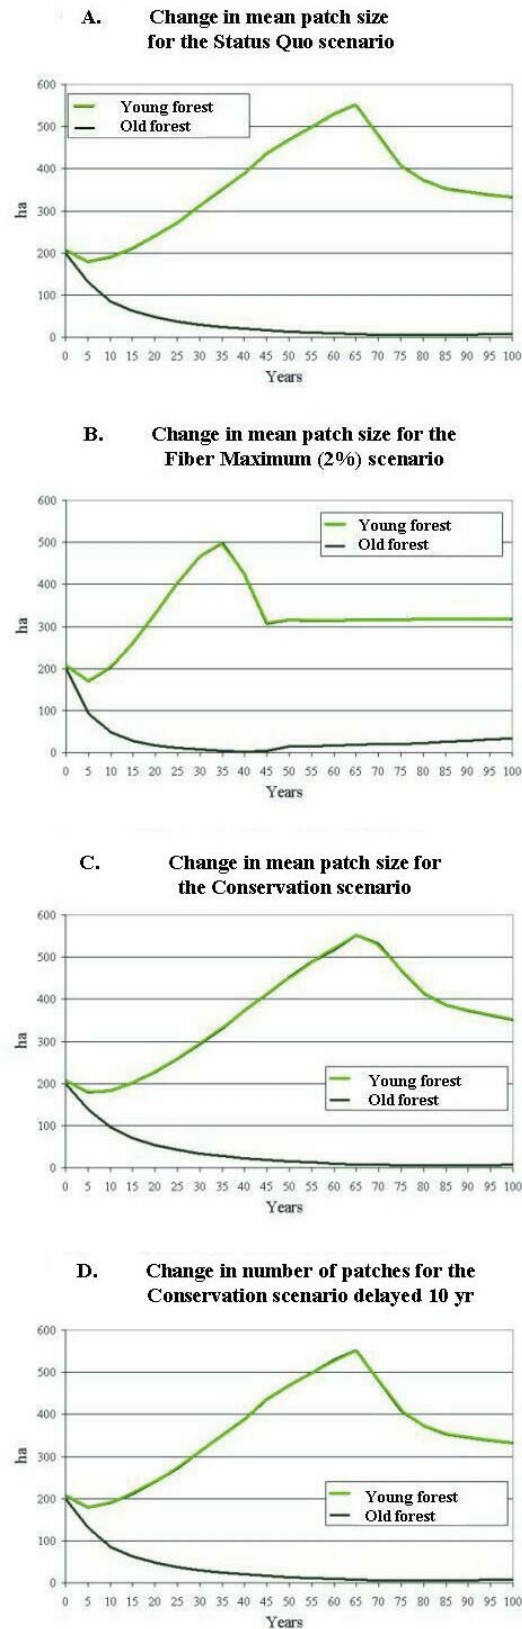 A. Change in mean patch size
for the Status Quo scenario
600
500
400
300
200
100
0
ha
Young forest
Old forest
0 5 10 15 20 25 30 35 40 45 50 55 60 65 70 75 80 85 90 95 100
Years
B. Change in mean patch size for the
Fiber Maximum (2%) scenario
600
500
400
300
200
100
0
ha
Young forest
Old forest
0 5 10 15 20 25 30 35 40 45 50 55 60 65 70 75 80 85 90 95 100
Years
C. Change in mean patch size for
the Conservation scenario
600
500
400
300
200
100
0
ha
Young forest
Old forest
0 5 10 15 20 25 30 35 40 45 50 55 60 65 70 75 80 85 90 95 100
Years
D. Change in number of patches for the
Conservation scenario delayed 10 yr
600
500
400
300
200
100
0
ha
Young forest
Old forest
0 5 10 15 20 25 30 35 40 45 50 55 60 65 70 75 80 85 90 95 100
Years